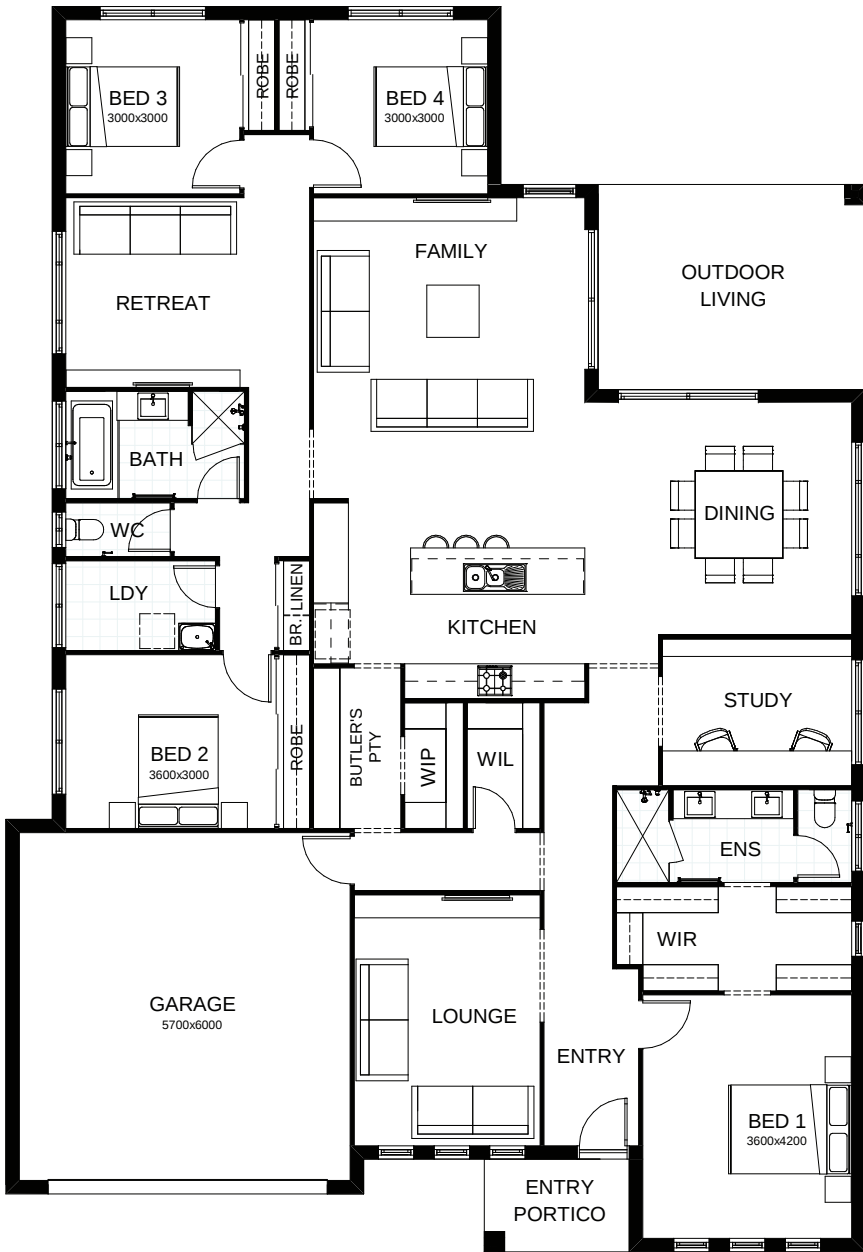 BED 3
3000x3000
ROBE
ROBE
BED 4
3000x3000
FAMILY
OUTDOOR
LIVING
RETREAT
BATH
DINING
WC
LDY
BR.
LINEN
KITCHEN
STUDY
BED 2
3600x3000
ROBE
BUTLER'S
PTY
WIP
WIL
ENS
WIR
GARAGE
5700x6000
LOUNGE
ENTRY
BED 1
3600x4200
ENTRY
PORTICO